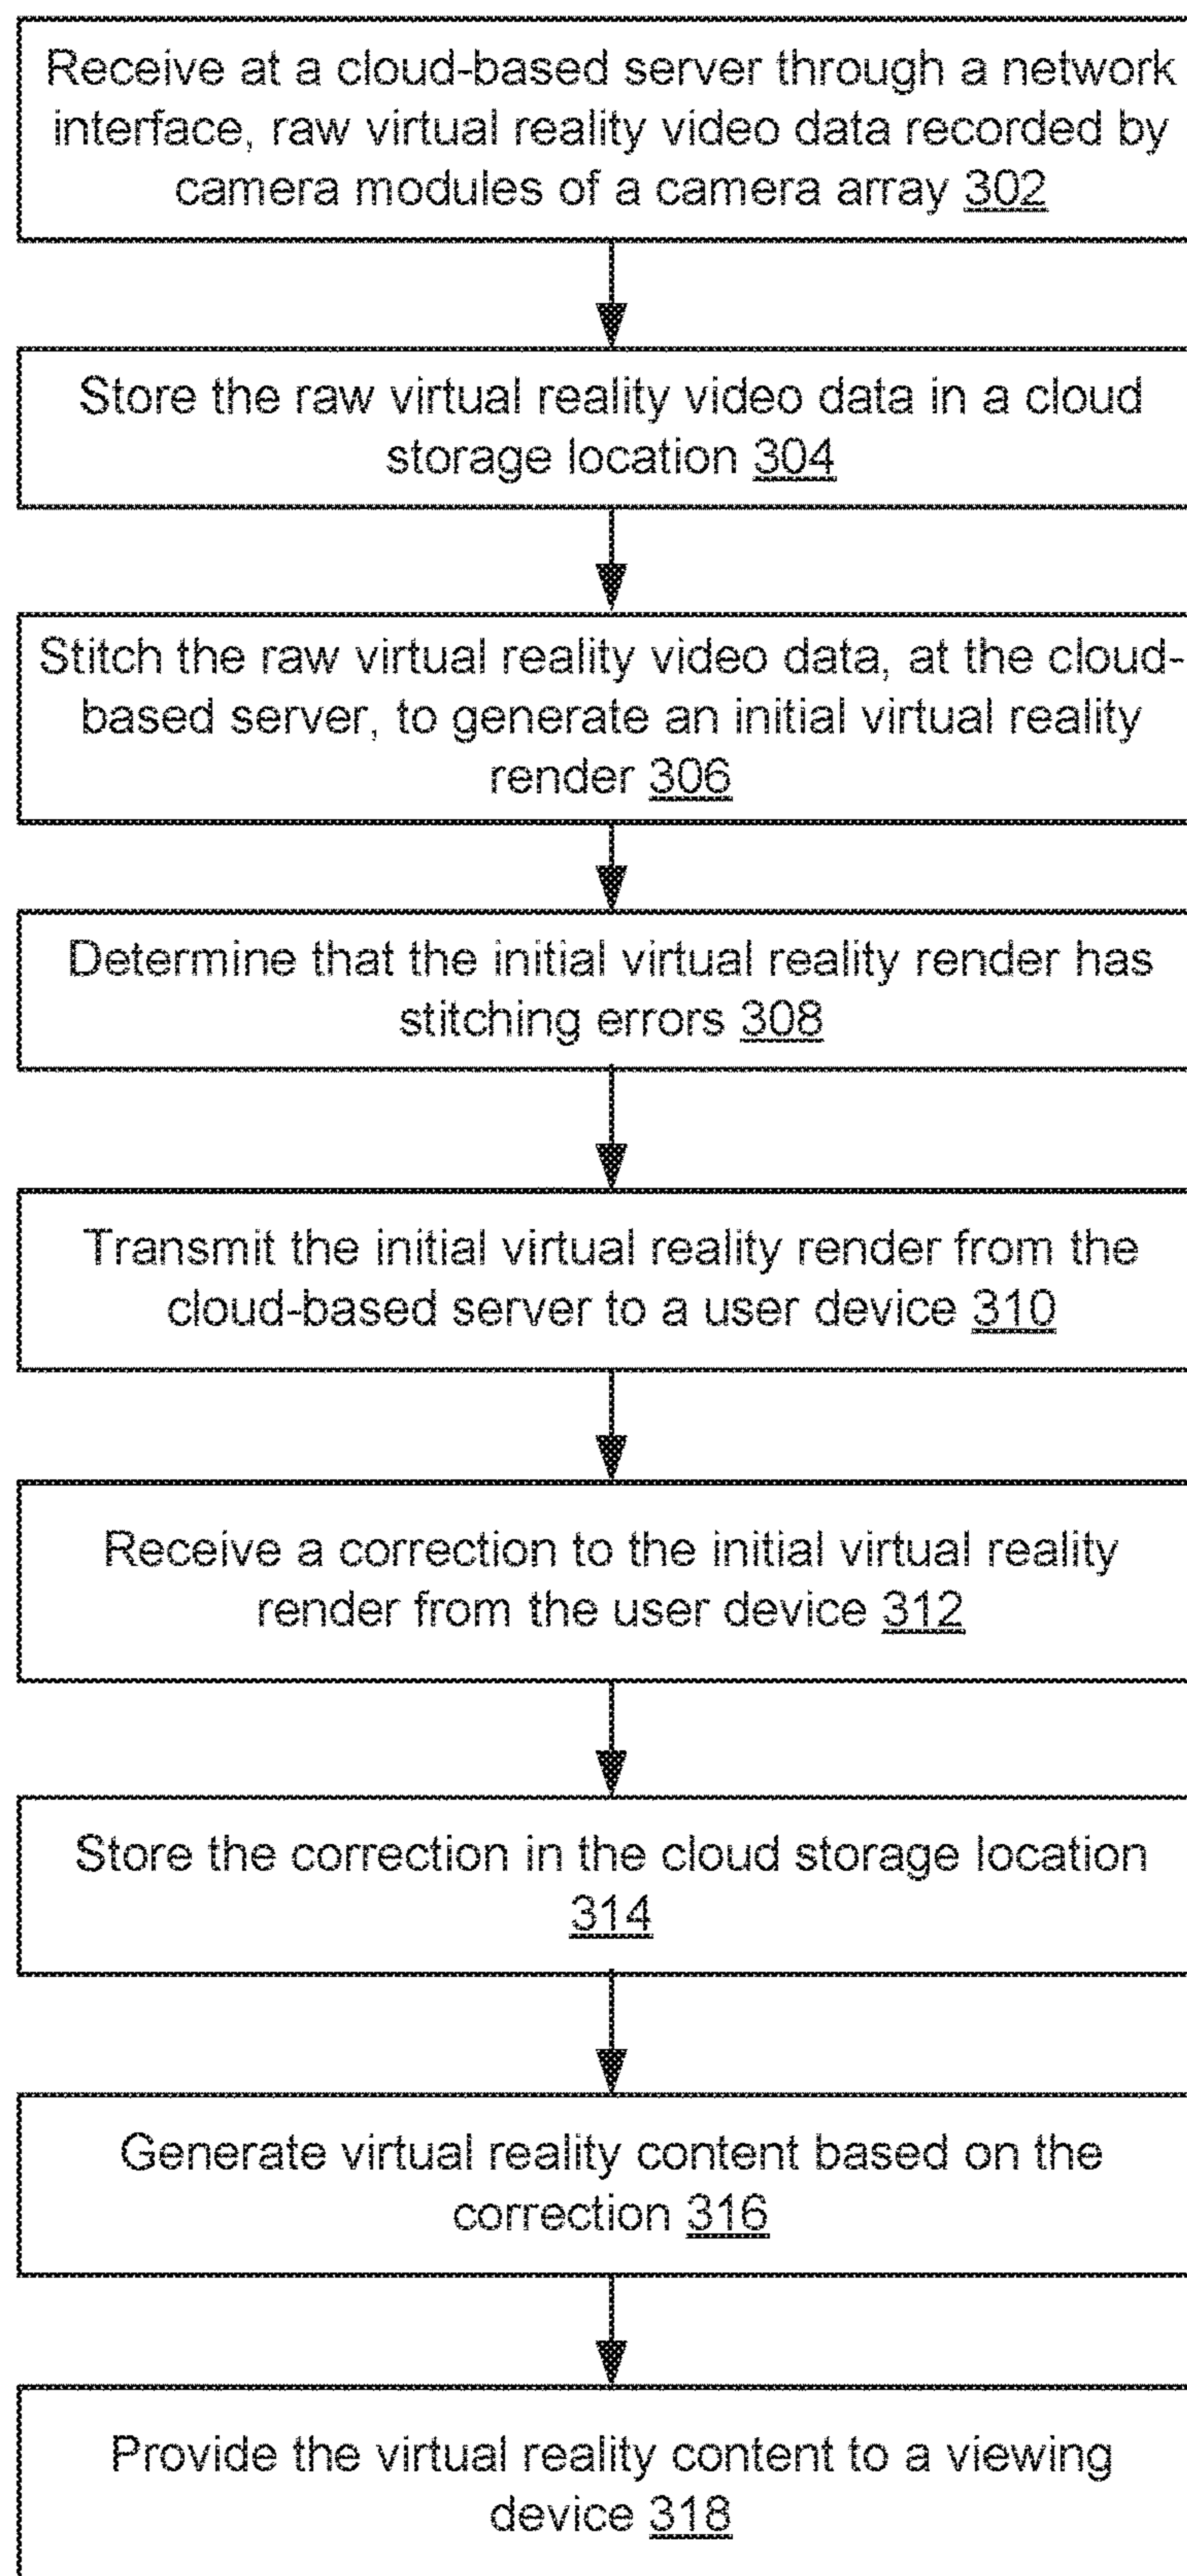 Receive at a cloud-based server through a network
interface, raw virtual reality video data recorded by
camera modules of a camera array 302
Store the raw virtual reality video data in a cloud
storage location 304
Stitch the raw virtual reality video data, at the cloud-
based server, to generate an initial virtual reality
render 306
Determine that the initial virtual reality render has
stitching errors 308
Transmit the initial virtual reality render from the
cloud-based server to a user device 310
Receive a correction to the initial virtual reality
render from the user device 312
Store the correction in the cloud storage location
314
Generate virtual reality content based on the
correction 316
Provide the virtual reality content to a viewing
device 318